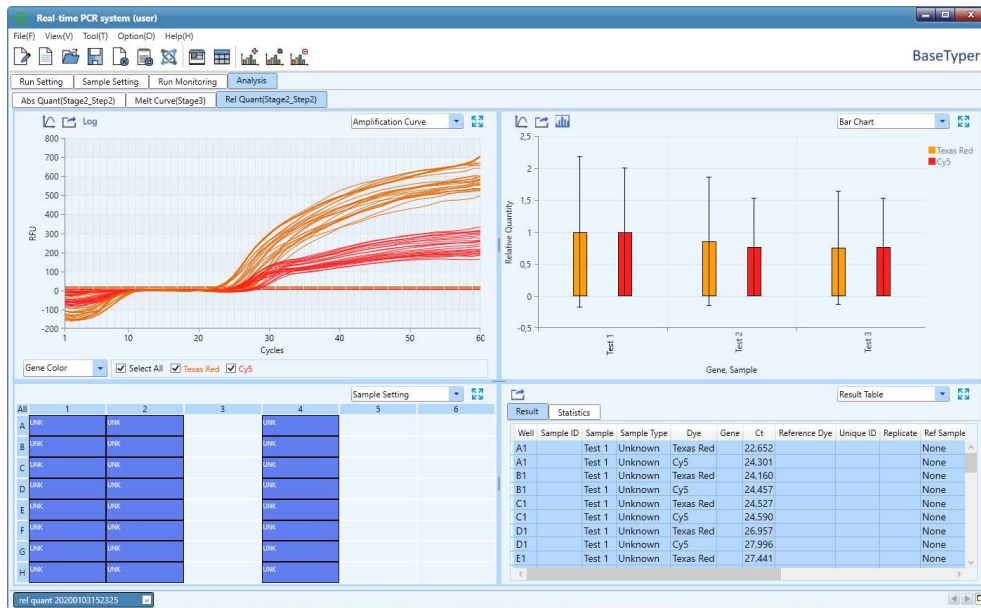 Real-time PCR system (user)
File(F) View(V) Tool(T) Option(O) Help(H)
BaseTyper
Run Setting Sample Setting Run Monitoring Analysis
Abs Quant(Stage2_Step2) Melt Curve(Stage3) Rel Quant(Stage2_Step2)
Log Amplification Curve
800
700
600
500
400
300
200
100
0
-100
-200
RFU
1 10 20 30 40 50 60
Cycles
Gene Color Select All Texas Red Cy5
Bar Chart
2,5
2
1,5
1
0,5
0
-0,5
Relative Quantity
Texas Red
Cy5
Test 1 Test 2 Test 3
Gene, Sample
Sample Setting
All 1 2 3 4 5 6
A UNK UNK UNK
B UNK UNK UNK
C UNK UNK UNK
D UNK UNK UNK
E UNK UNK UNK
F UNK UNK UNK
G UNK UNK UNK
H UNK UNK UNK
Result Table
Result Statistics
Well Sample ID Sample Sample Type Dye Gene Ct Reference Dye Unique ID Replicate Ref Sample
A1 Test 1 Unknown Texas Red 22,652 None
A1 Test 1 Unknown Cy5 24,301 None
B1 Test 1 Unknown Texas Red 24,160 None
B1 Test 1 Unknown Cy5 24,457 None
C1 Test 1 Unknown Texas Red 24,527 None
C1 Test 1 Unknown Cy5 24,590 None
D1 Test 1 Unknown Texas Red 26,957 None
D1 Test 1 Unknown Cy5 27,996 None
E1 Test 1 Unknown Texas Red 27,441 None
rel quant 20200103152325